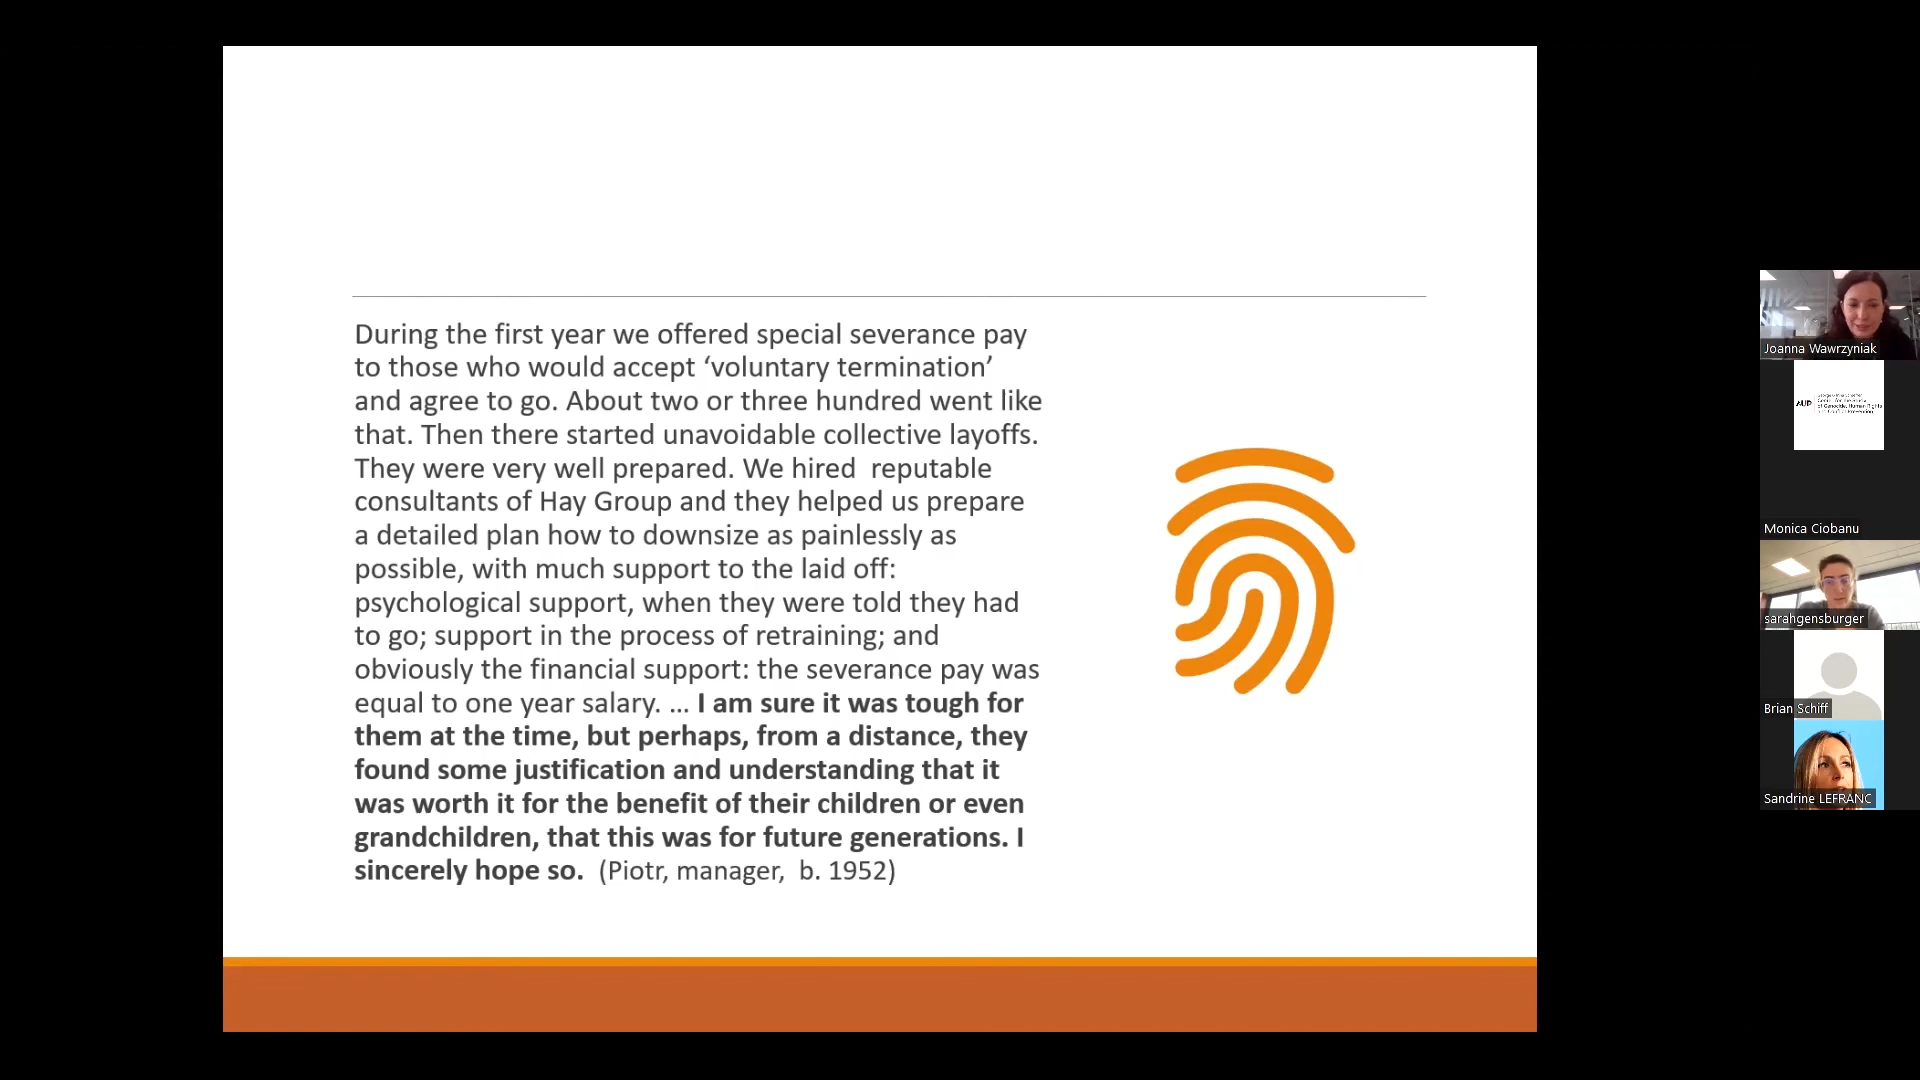 During the first year we offered special severance pay
to those who would accept ‘voluntary termination’
and agree to go. About two or three hundred went like
that. Then there started unavoidable collective layoffs.
They were very well prepared. We hired  reputable
consultants of Hay Group and they helped us prepare
a detailed plan how to downsize as painlessly as
possible, with much support to the laid off:
psychological support, when they were told they had
to go; support in the process of retraining; and
obviously the financial support: the severance pay was
equal to one year salary. … I am sure it was tough for
them at the time, but perhaps, from a distance, they
found some justification and understanding that it
was worth it for the benefit of their children or even
grandchildren, that this was for future generations. I
sincerely hope so.  (Piotr, manager,  b. 1952)
Joanna Wawrzyniak
AUP
of Genocide, Human Rights
Monica Ciobanu
sarahgensburger
Brian Schiff
Sandrine LEFRANC